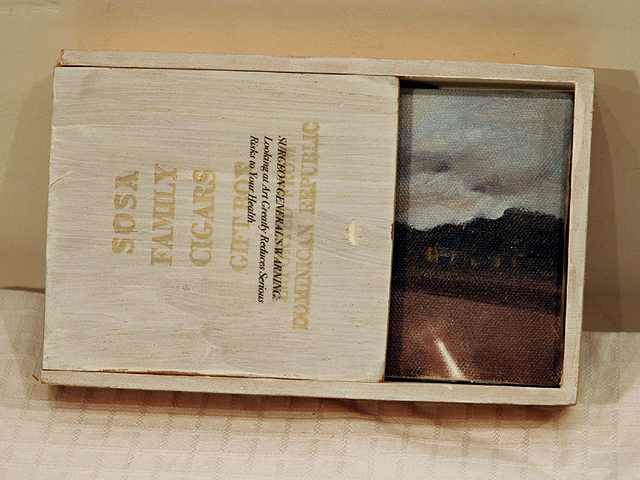 SOSA
FAMILY
CIGARS
GIFT BOX
SURGEON GENERAL'S WARNING:
Looking at Art Greatly Reduces Serious
Risks to Your Health
DOMINICAN REPUBLIC